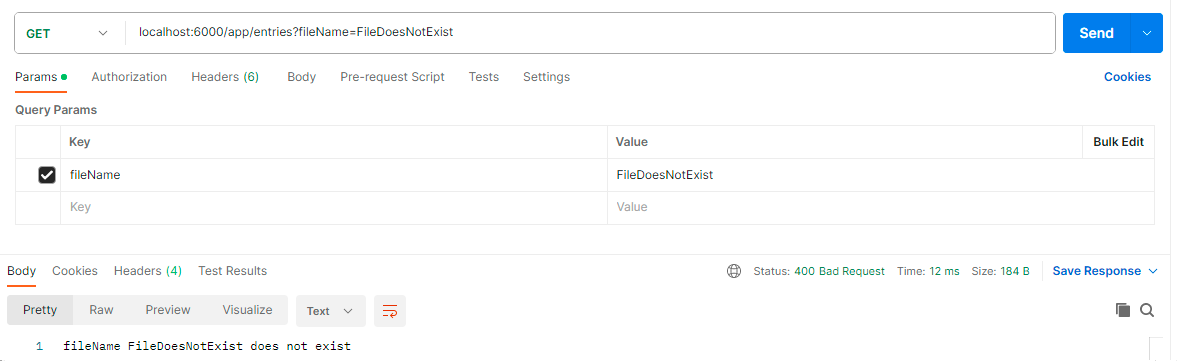 GET localhost:6000/app/entries?fileName=FileDoesNotExist Send
Params Authorization Headers (6) Body Pre-request Script Tests Settings Cookies
Query Params
Key Value Bulk Edit
fileName FileDoesNotExist
Key Value
Body Cookies Headers (4) Test Results Status: 400 Bad Request Time: 12 ms Size: 184 B Save Response
Pretty Raw Preview Visualize Text
1 fileName FileDoesNotExist does not exist